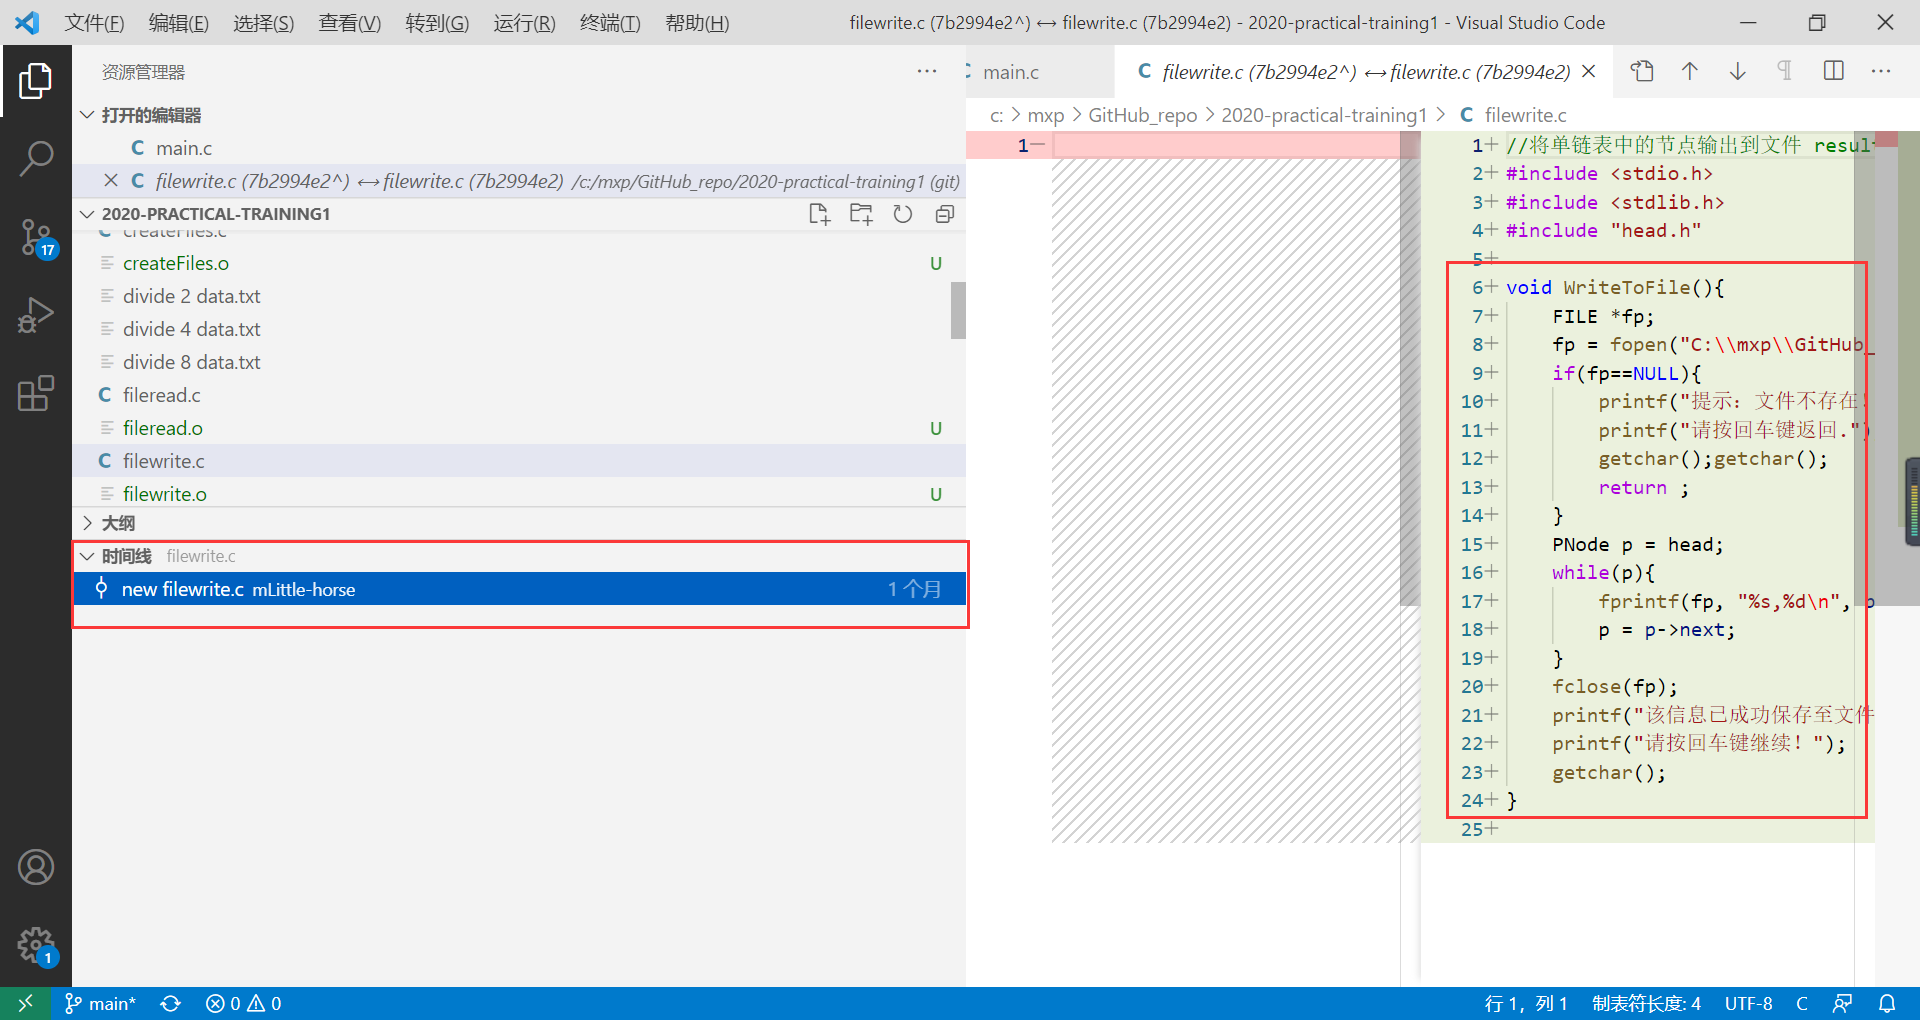 文件(F) 编辑(E) 选择(S) 查看(V) 转到(G) 运行(R) 终端(T) 帮助(H) filewrite.c (7b2994e2^) ↔ filewrite.c (7b2994e2) - 2020-practical-training1 - Visual Studio Code
资源管理器
打开的编辑器
C main.c
C filewrite.c (7b2994e2^) ↔ filewrite.c (7b2994e2) /c:/mxp/GitHub_repo/2020-practical-training1 (git)
2020-PRACTICAL-TRAINING1
C createFiles.c
createFiles.o U
divide 2 data.txt
divide 4 data.txt
divide 8 data.txt
C fileread.c
fileread.o U
C filewrite.c
filewrite.o U
大纲
时间线 filewrite.c
new filewrite.c mLittle-horse 1 个月
17
1
main.c
C filewrite.c (7b2994e2^) ↔ filewrite.c (7b2994e2)
c: > mxp > GitHub_repo > 2020-practical-training1 > C filewrite.c
1−
1+ //将单链表中的节点输出到文件 resul
2+ #include <stdio.h>
3+ #include <stdlib.h>
4+ #include "head.h"
5+
6+ void WriteToFile(){
7+ FILE *fp;
8+ fp = fopen("C:\\mxp\\GitHub_
9+ if(fp==NULL){
10+ printf("提示: 文件不存在!
11+ printf("请按回车键返回.")
12+ getchar();getchar();
13+ return ;
14+ }
15+ PNode p = head;
16+ while(p){
17+ fprintf(fp, "%s,%d\n", p
18+ p = p->next;
19+ }
20+ fclose(fp);
21+ printf("该信息已成功保存至文件
22+ printf("请按回车键继续! ");
23+ getchar();
24+ }
25+
main* 0 0 行 1, 列 1 制表符长度: 4 UTF-8 C